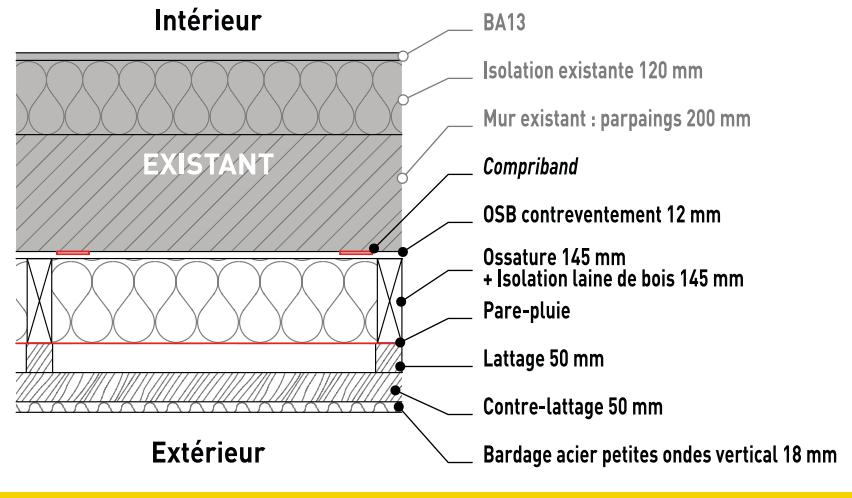 Intérieur
BA13
Isolation existante 120 mm
Mur existant : parpaings 200 mm
EXISTANT
Compriband
OSB contreventement 12 mm
Ossature 145 mm
+ Isolation laine de bois 145 mm
Pare-pluie
Lattage 50 mm
Contre-lattage 50 mm
Extérieur
Bardage acier petites ondes vertical 18 mm